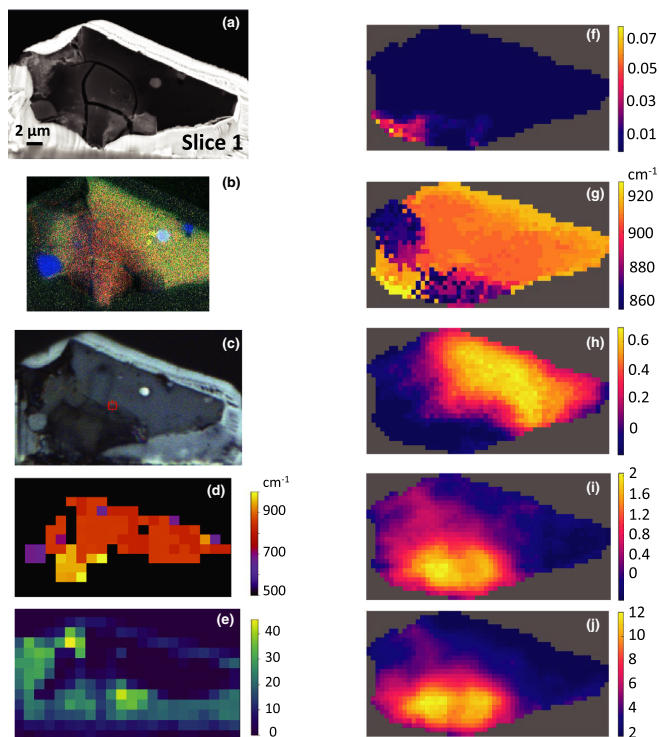 (a)
2 μm
Slice 1
(b)
(c)
(d)
cm⁻¹
900
700
500
(e)
40
30
20
10
0
(f)
0.07
0.05
0.03
0.01
(g)
cm⁻¹
920
900
880
860
(h)
0.6
0.4
0.2
0
(i)
2
1.6
1.2
0.8
0.4
0
(j)
12
10
8
6
4
2